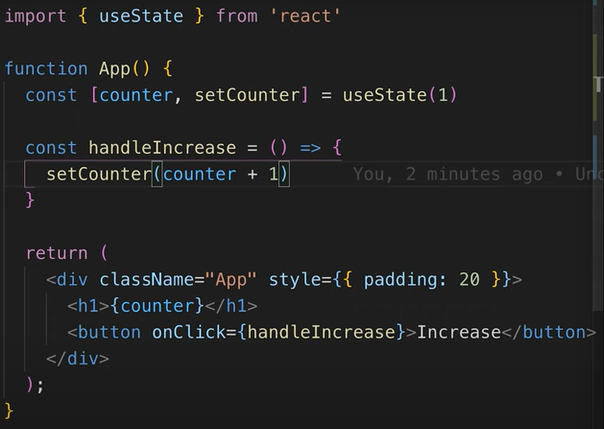 import { useState } from 'react'
function App() {
const [counter, setCounter] = useState(1)
const handleIncrease = () => {
setCounter(counter + 1) You, 2 minutes ago • Unc
}
return (
<div className="App" style={{ padding: 20 }}>
<h1>{counter}</h1>
<button onClick={handleIncrease}>Increase</button>
</div>
);
}